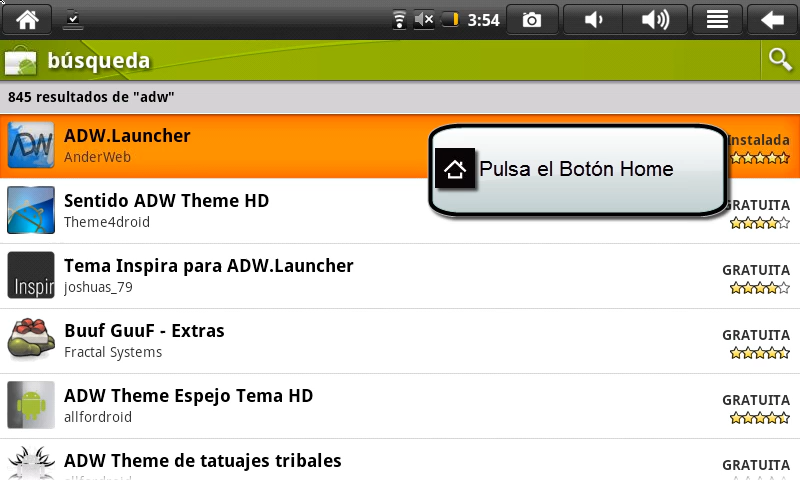 3:54
búsqueda
845 resultados de "adw"
ADW.Launcher
AnderWeb
Instalada
Pulsa el Botón Home
Sentido ADW Theme HD
Theme4droid
GRATUITA
Tema Inspira para ADW.Launcher
joshuas_79
GRATUITA
Inspir
Buuf GuuF - Extras
Fractal Systems
GRATUITA
ADW Theme Espejo Tema HD
allfordroid
GRATUITA
ADW Theme de tatuajes tribales
allfordroid
GRATUITA